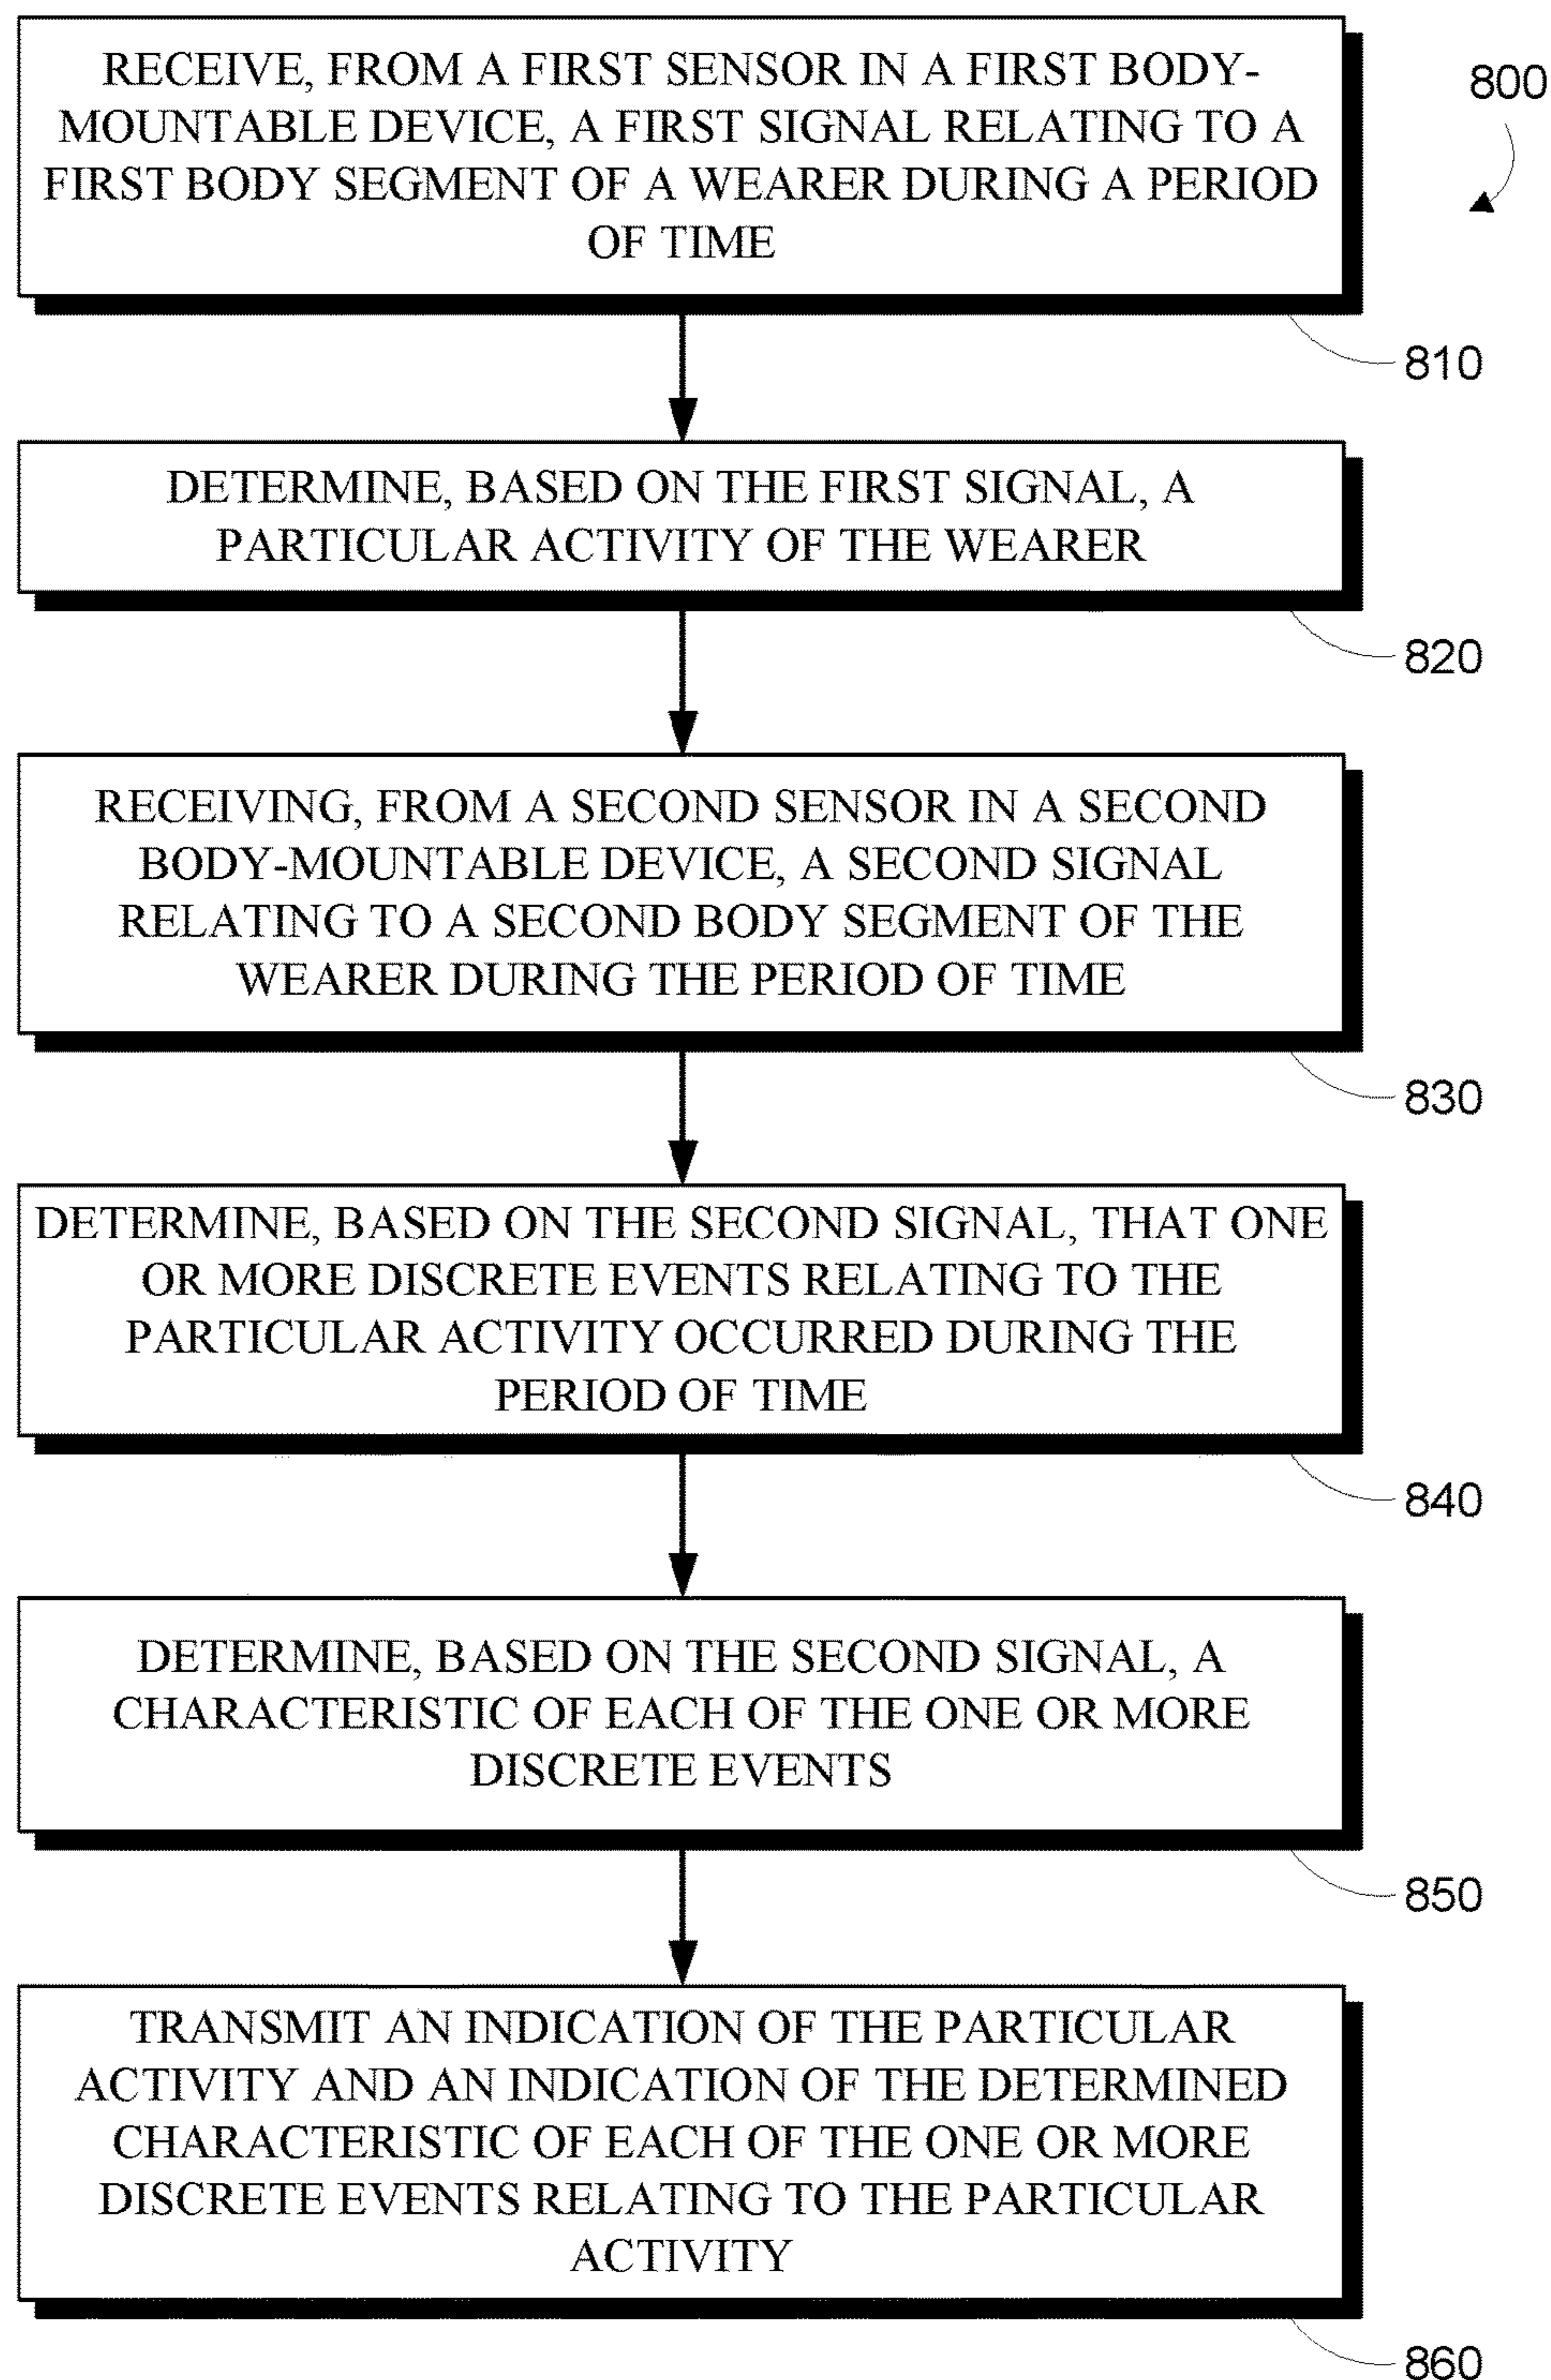 RECEIVE, FROM A FIRST SENSOR IN A FIRST BODY-
MOUNTABLE DEVICE, A FIRST SIGNAL RELATING TO A
FIRST BODY SEGMENT OF A WEARER DURING A PERIOD
OF TIME
800
810
DETERMINE, BASED ON THE FIRST SIGNAL, A
PARTICULAR ACTIVITY OF THE WEARER
820
RECEIVING, FROM A SECOND SENSOR IN A SECOND
BODY-MOUNTABLE DEVICE, A SECOND SIGNAL
RELATING TO A SECOND BODY SEGMENT OF THE
WEARER DURING THE PERIOD OF TIME
830
DETERMINE, BASED ON THE SECOND SIGNAL, THAT ONE
OR MORE DISCRETE EVENTS RELATING TO THE
PARTICULAR ACTIVITY OCCURRED DURING THE
PERIOD OF TIME
840
DETERMINE, BASED ON THE SECOND SIGNAL, A
CHARACTERISTIC OF EACH OF THE ONE OR MORE
DISCRETE EVENTS
850
TRANSMIT AN INDICATION OF THE PARTICULAR
ACTIVITY AND AN INDICATION OF THE DETERMINED
CHARACTERISTIC OF EACH OF THE ONE OR MORE
DISCRETE EVENTS RELATING TO THE PARTICULAR
ACTIVITY
860